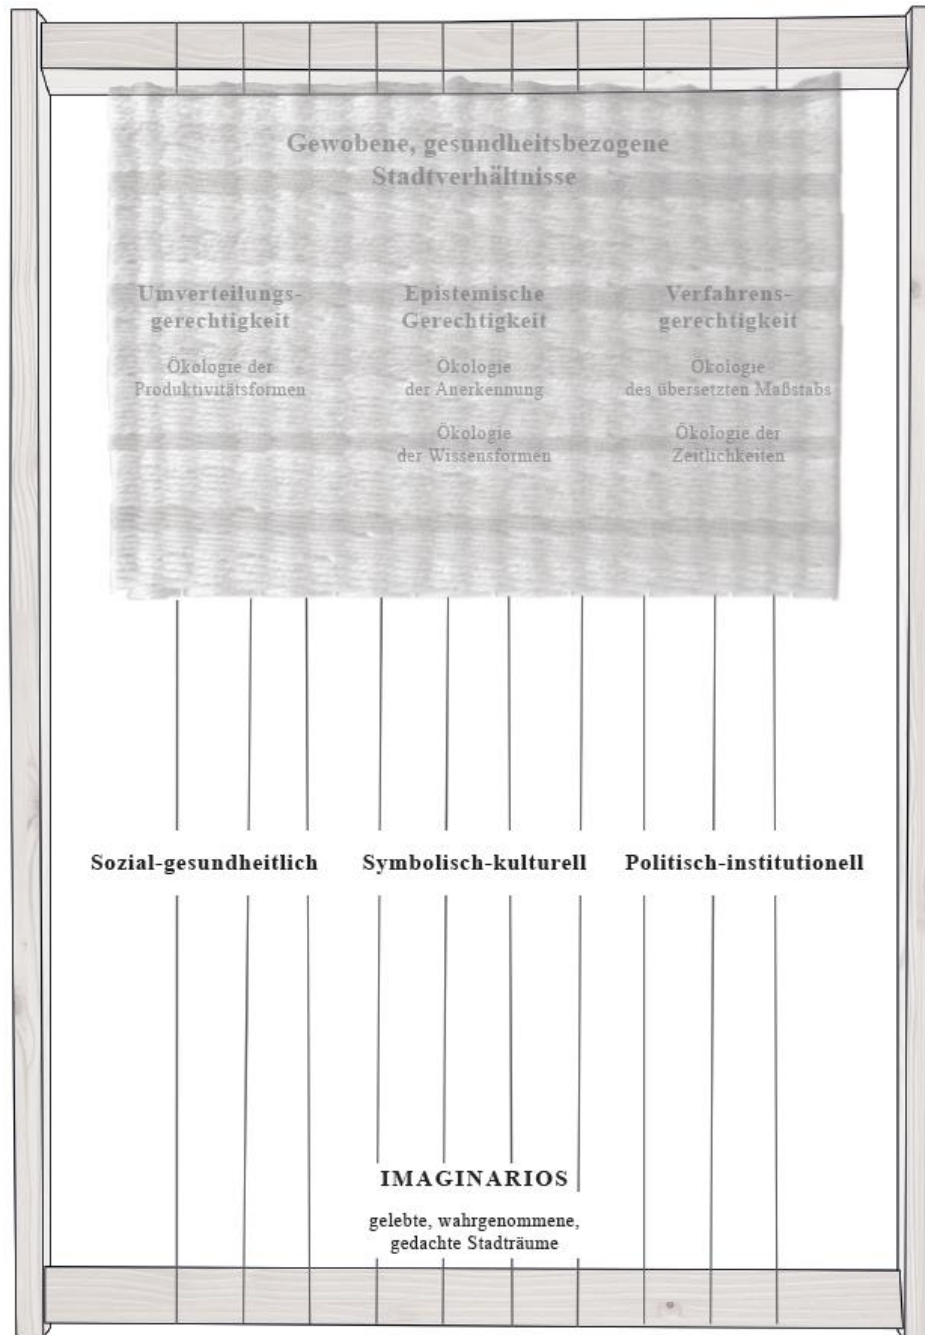 Gewobene, gesundheitsbezogene
Stadtverhältnisse
Umverteilungs-
gerechtigkeit
Ökologie der
Produktivitätsformen
Epistemische
Gerechtigkeit
Ökologie
der Anerkennung
Ökologie
der Wissensformen
Verfahrens-
gerechtigkeit
Ökologie
des übersetzten Maßstabs
Ökologie der
Zeitlichkeiten
Sozial-gesundheitlich
Symbolisch-kulturell
Politisch-institutionell
IMAGINARIOS
gelebte, wahrgenommene,
gedachte Stadträume